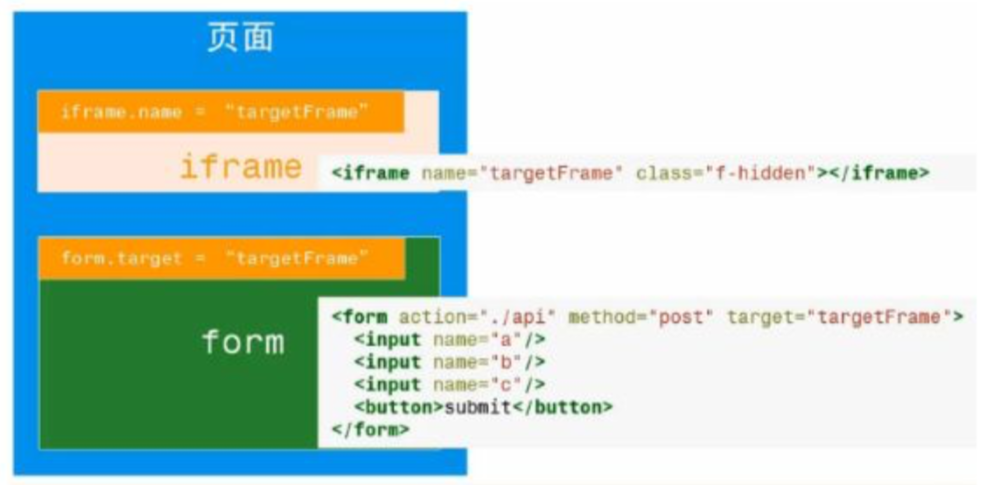 页面
iframe.name = "targetFrame"
iframe
<iframe name="targetFrame" class="f-hidden"></iframe>
form.target = "targetFrame"
form
<form action="./api" method="post" target="targetFrame">
<input name="a"/>
<input name="b"/>
<input name="c"/>
<button>submit</button>
</form>